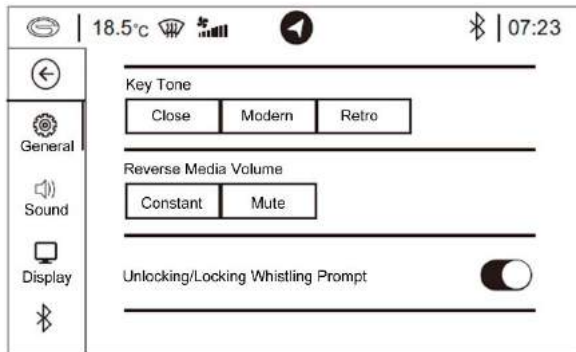 18.5°c
07:23
Key Tone
Close Modern Retro
General
Reverse Media Volume
Sound
Constant Mute
Display
Unlocking/Locking Whistling Prompt